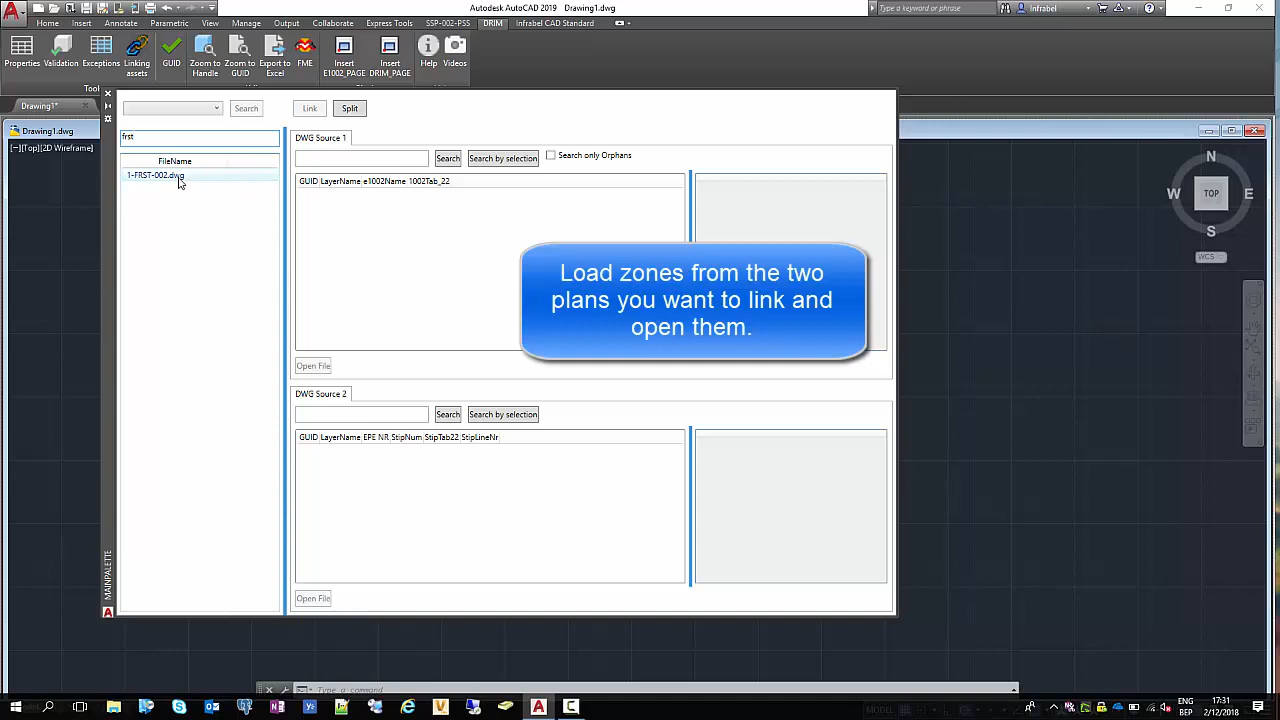 Autodesk AutoCAD 2019 Drawing1.dwg
Type a keyword or phrase
Infrabel
Home Insert Annotate Parametric View Manage Output Collaborate Express Tools SSP-002-PSS DRIM Infrabel CAD Standard
Properties Validation Exceptions Linking assets GUID Zoom to Handle Zoom to GUID Export to Excel FME Insert E1002_PAGE Insert DRIM_PAGE Help Videos
Drawing1*
Drawing1.dwg
[-][Top][2D Wireframe]
Search Link Split
frst
FileName
1-FRST-002.dwg
DWG Source 1
Search Search by selection Search only Orphans
GUID LayerName e1002Name 1002Tab_22
Load zones from the two
plans you want to link and
open them.
Open File
DWG Source 2
Search Search by selection
GUID LayerName EPE NR StipNum StipTab22 StipLineNr
Open File
MAINPALETTE
N
W TOP E
S
WCS
Type a command
MODEL
ENG
BEP
17:31
2/12/2019